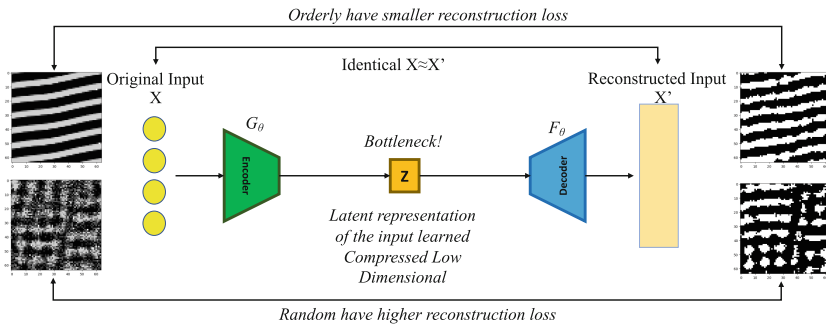 Orderly have smaller reconstruction loss
Identical X≈X'
Original Input
X
Reconstructed Input
X'
Gθ
Encoder
Bottleneck!
Z
Fθ
Decoder
Latent representation
of the input learned
Compressed Low
Dimensional
Random have higher reconstruction loss